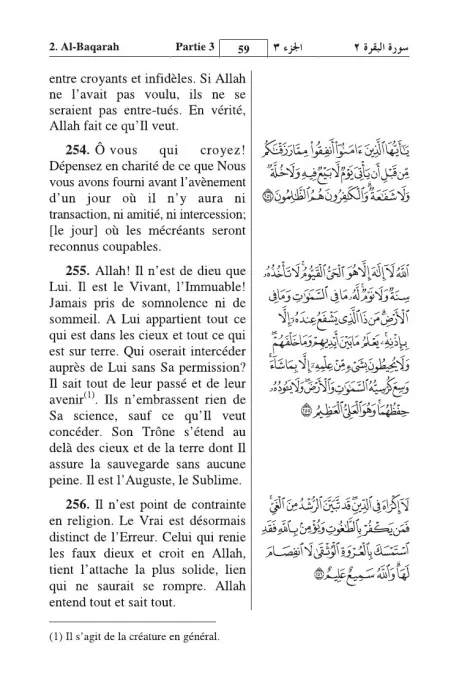 2. Al-Baqarah Partie 3 59 الجزء ٣ سورة البقرة ٢
entre croyants et infidèles. Si Allah
ne l'avait pas voulu, ils ne se
seraient pas entre-tués. En vérité,
Allah fait ce qu'Il veut.
254. Ô vous qui croyez!
Dépensez en charité de ce que Nous
vous avons fourni avant l'avènement
d'un jour où il n'y aura ni
transaction, ni amitié, ni intercession;
[le jour] où les mécréants seront
reconnus coupables.
255. Allah! Il n'est de dieu que
Lui. Il est le Vivant, l'Immuable!
Jamais pris de somnolence ni de
sommeil. A Lui appartient tout ce
qui est dans les cieux et tout ce qui
est sur terre. Qui oserait intercéder
auprès de Lui sans Sa permission?
Il sait tout de leur passé et de leur
avenir(1). Ils n'embrassent rien de
Sa science, sauf ce qu'Il veut
concéder. Son Trône s'étend au
delà des cieux et de la terre dont Il
assure la sauvegarde sans aucune
peine. Il est l'Auguste, le Sublime.
256. Il n'est point de contrainte
en religion. Le Vrai est désormais
distinct de l'Erreur. Celui qui renie
les faux dieux et croit en Allah,
tient l'attache la plus solide, lien
qui ne saurait se rompre. Allah
entend tout et sait tout.
يَٰٓأَيُّهَا ٱلَّذِينَ ءَامَنُوٓا۟ أَنفِقُوا۟ مِمَّا رَزَقْنَٰكُم
مِّن قَبْلِ أَن يَأْتِىَ يَوْمٌ لَّا بَيْعٌ فِيهِ وَلَا خُلَّةٌ
وَلَا شَفَٰعَةٌ وَٱلْكَٰفِرُونَ هُمُ ٱلظَّٰلِمُونَ ٢٥٤
ٱللَّهُ لَآ إِلَٰهَ إِلَّا هُوَ ٱلْحَىُّ ٱلْقَيُّومُ لَا تَأْخُذُهُۥ
سِنَةٌ وَلَا نَوْمٌ لَّهُۥ مَا فِى ٱلسَّمَٰوَٰتِ وَمَا فِى
ٱلْأَرْضِ مَن ذَا ٱلَّذِى يَشْفَعُ عِندَهُۥٓ إِلَّا
بِإِذْنِهِۦ يَعْلَمُ مَا بَيْنَ أَيْدِيهِمْ وَمَا خَلْفَهُمْ
وَلَا يُحِيطُونَ بِشَىْءٍ مِّنْ عِلْمِهِۦٓ إِلَّا بِمَا شَآءَ
وَسِعَ كُرْسِيُّهُ ٱلسَّمَٰوَٰتِ وَٱلْأَرْضَ وَلَا يَـُٔودُهُۥ
حِفْظُهُمَا وَهُوَ ٱلْعَلِىُّ ٱلْعَظِيمُ ٢٥٥
لَآ إِكْرَاهَ فِى ٱلدِّينِ قَد تَّبَيَّنَ ٱلرُّشْدُ مِنَ ٱلْغَىِّ
فَمَن يَكْفُرْ بِٱلطَّٰغُوتِ وَيُؤْمِنۢ بِٱللَّهِ فَقَدِ
ٱسْتَمْسَكَ بِٱلْعُرْوَةِ ٱلْوُثْقَىٰ لَا ٱنفِصَامَ
لَهَا وَٱللَّهُ سَمِيعٌ عَلِيمٌ ٢٥٦
(1) Il s'agit de la créature en général.